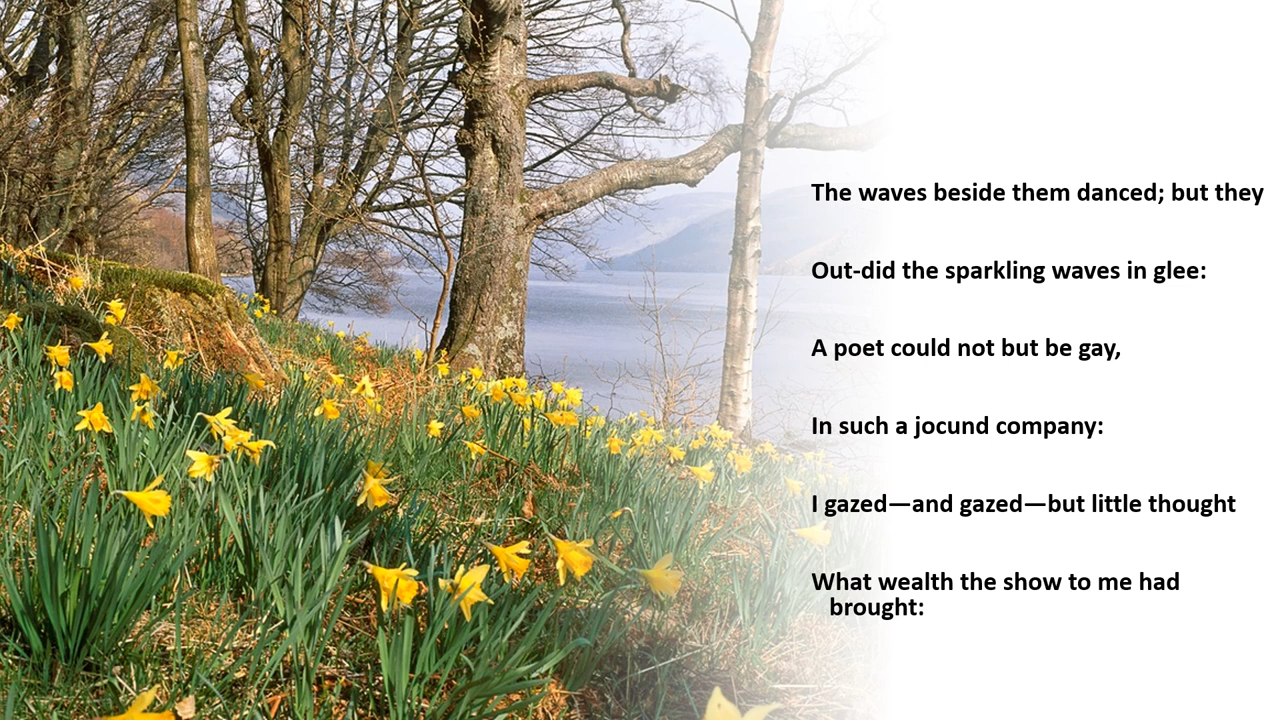 The waves beside them danced; but they
Out-did the sparkling waves in glee:
A poet could not but be gay,
In such a jocund company:
I gazed—and gazed—but little thought
What wealth the show to me had
brought: